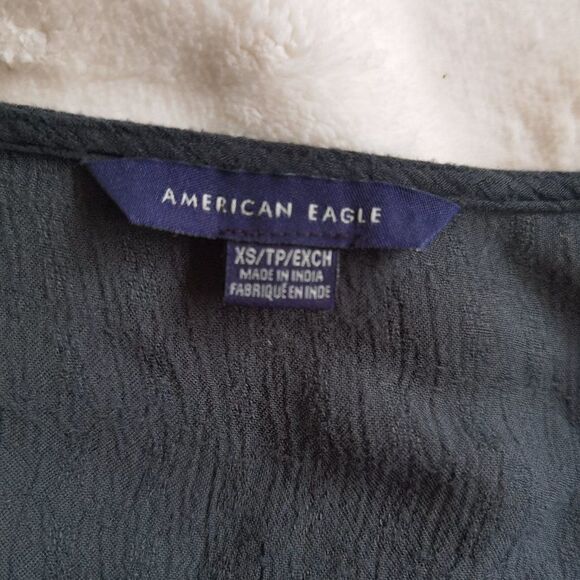 AMERICAN EAGLE
XS/TP/EXCH
MADE IN INDIA
FABRIQUÉ EN INDE